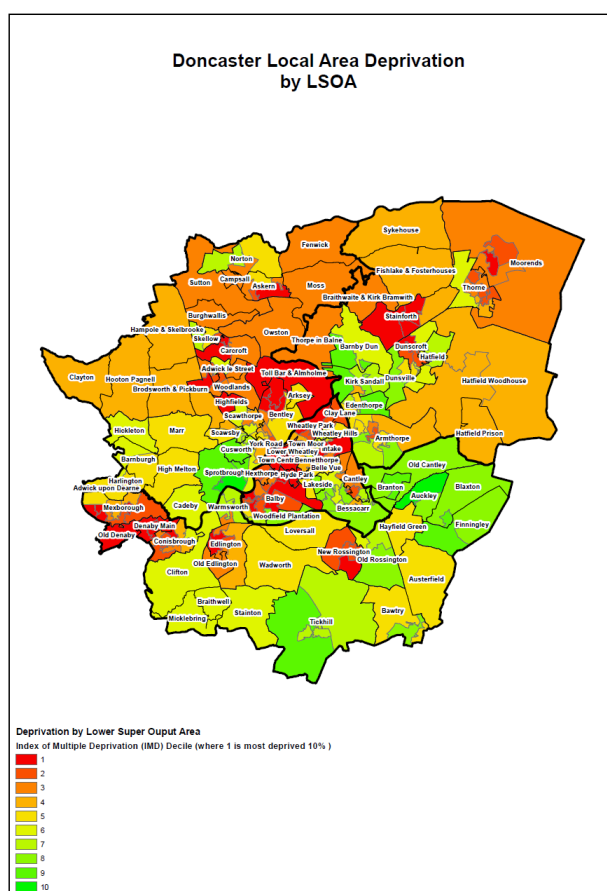 Doncaster Local Area Deprivation
by LSOA
Sykehouse
Fenwick
Norton
Moorends
Fishlake & Fosterhouses
Campsall
Sutton
Askern
Moss
Thorne
Braithwaite & Kirk Bramwith
Burghwallis
Stainforth
Hampole & Skelbrooke
Owston
Skellow
Thorpe in Balne
Barnby Dun
Dunscroft
Carcroft
Hatfield
Adwick le Street
Toll Bar & Almholme
Clayton
Hooton Pagnell
Kirk Sandall
Dunsville
Hatfield Woodhouse
Brodsworth & Pickburn
Woodlands
Arksey
Highfields
Edenthorpe
Scawthorpe
Bentley
Clay Lane
Hickleton
Marr
Scawsby
Wheatley Park
Wheatley Hills
Armthorpe
Hatfield Prison
York Road
Town Moor
Cusworth
Lower Wheatley
Intake
Barnburgh
Town Centr
Bennetthorpe
High Melton
Sprotbrough
Hexthorpe
Hyde Park
Belle Vue
Old Cantley
Harlington
Adwick upon Dearne
Lakeside
Cantley
Branton
Blaxton
Auckley
Mexborough
Cadeby
Warmsworth
Balby
Bessacarr
Woodfield Plantation
Denaby Main
Old Denaby
Finningley
Hayfield Green
Loversall
Conisbrough
Edlington
New Rossington
Old Rossington
Old Edlington
Wadworth
Clifton
Austerfield
Braithwell
Stainton
Bawtry
Micklebring
Tickhill
Deprivation by Lower Super Ouput Area
Index of Multiple Deprivation (IMD) Decile (where 1 is most deprived 10% )
1
2
3
4
5
6
7
8
9
10